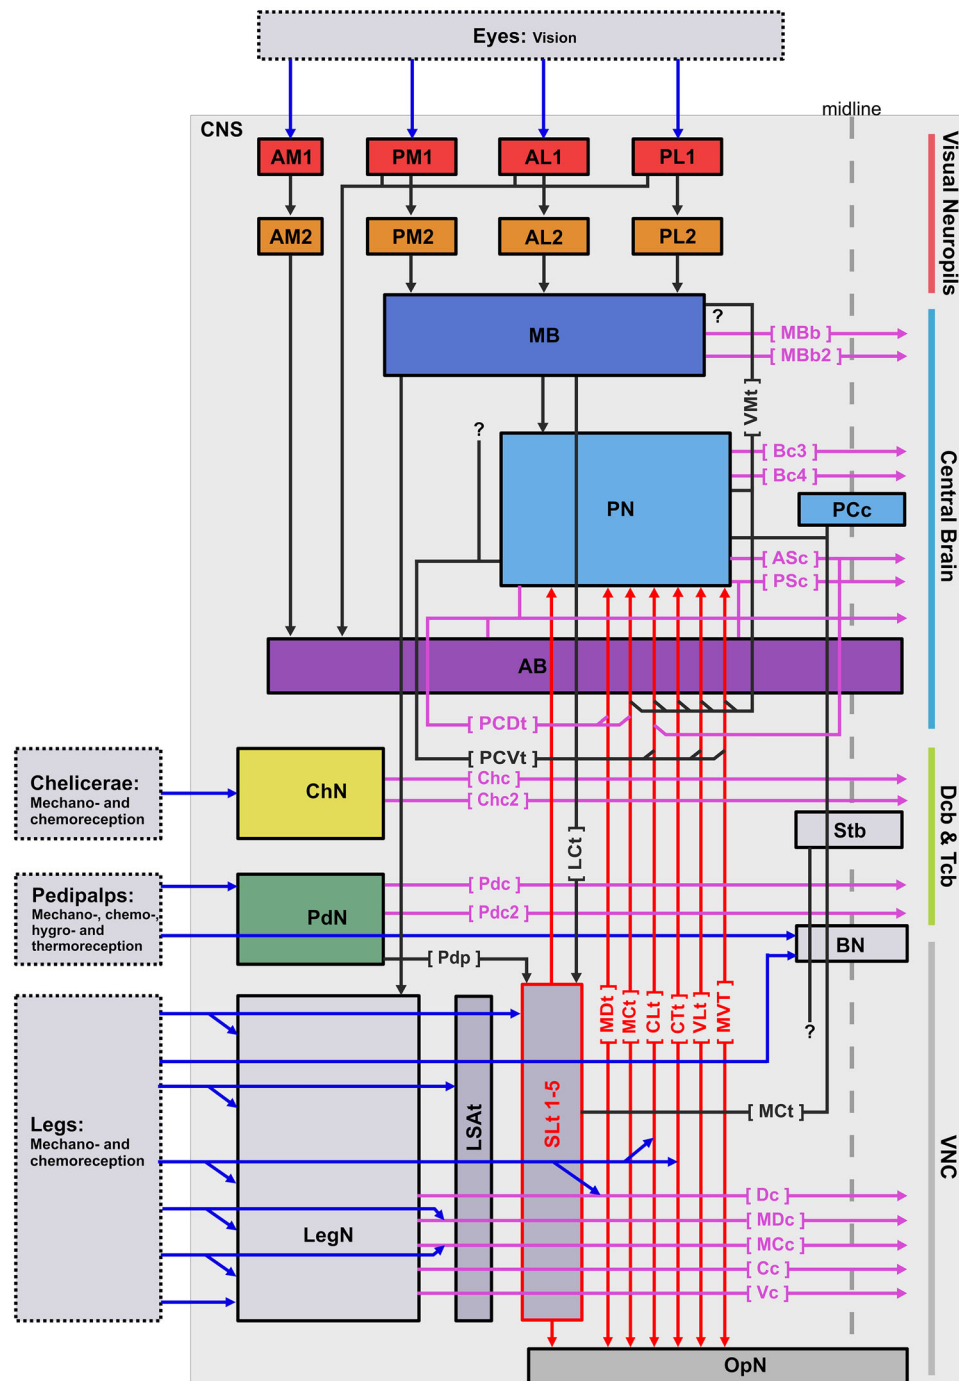 Eyes: Vision
midline
CNS
AM1
PM1
AL1
PL1
AM2
PM2
AL2
PL2
Visual Neuropils
MB
?
[ MBb ]
[ MBb2 ]
[ VMt ]
?
[ Bc3 ]
[ Bc4 ]
PN
PCc
[ ASc ]
[ PSc ]
Central Brain
AB
[ PCDt ]
[ PCVt ]
Chelicerae:
Mechano- and
chemoreception
ChN
[ Chc ]
[ Chc2 ]
Stb
[ LCt ]
Dcb & Tcb
Pedipalps:
Mechano-, chemo-,
hygro- and
thermoreception
PdN
[ Pdc ]
[ Pdc2 ]
BN
[ Pdp ]
[ MDt ]
[ MCt ]
[ CLt ]
[ CTt ]
[ VLt ]
[ MVT ]
?
Legs:
Mechano- and
chemoreception
LegN
LSAt
SLt 1-5
[ MCt ]
VNC
[ Dc ]
[ MDc ]
[ MCc ]
[ Cc ]
[ Vc ]
OpN